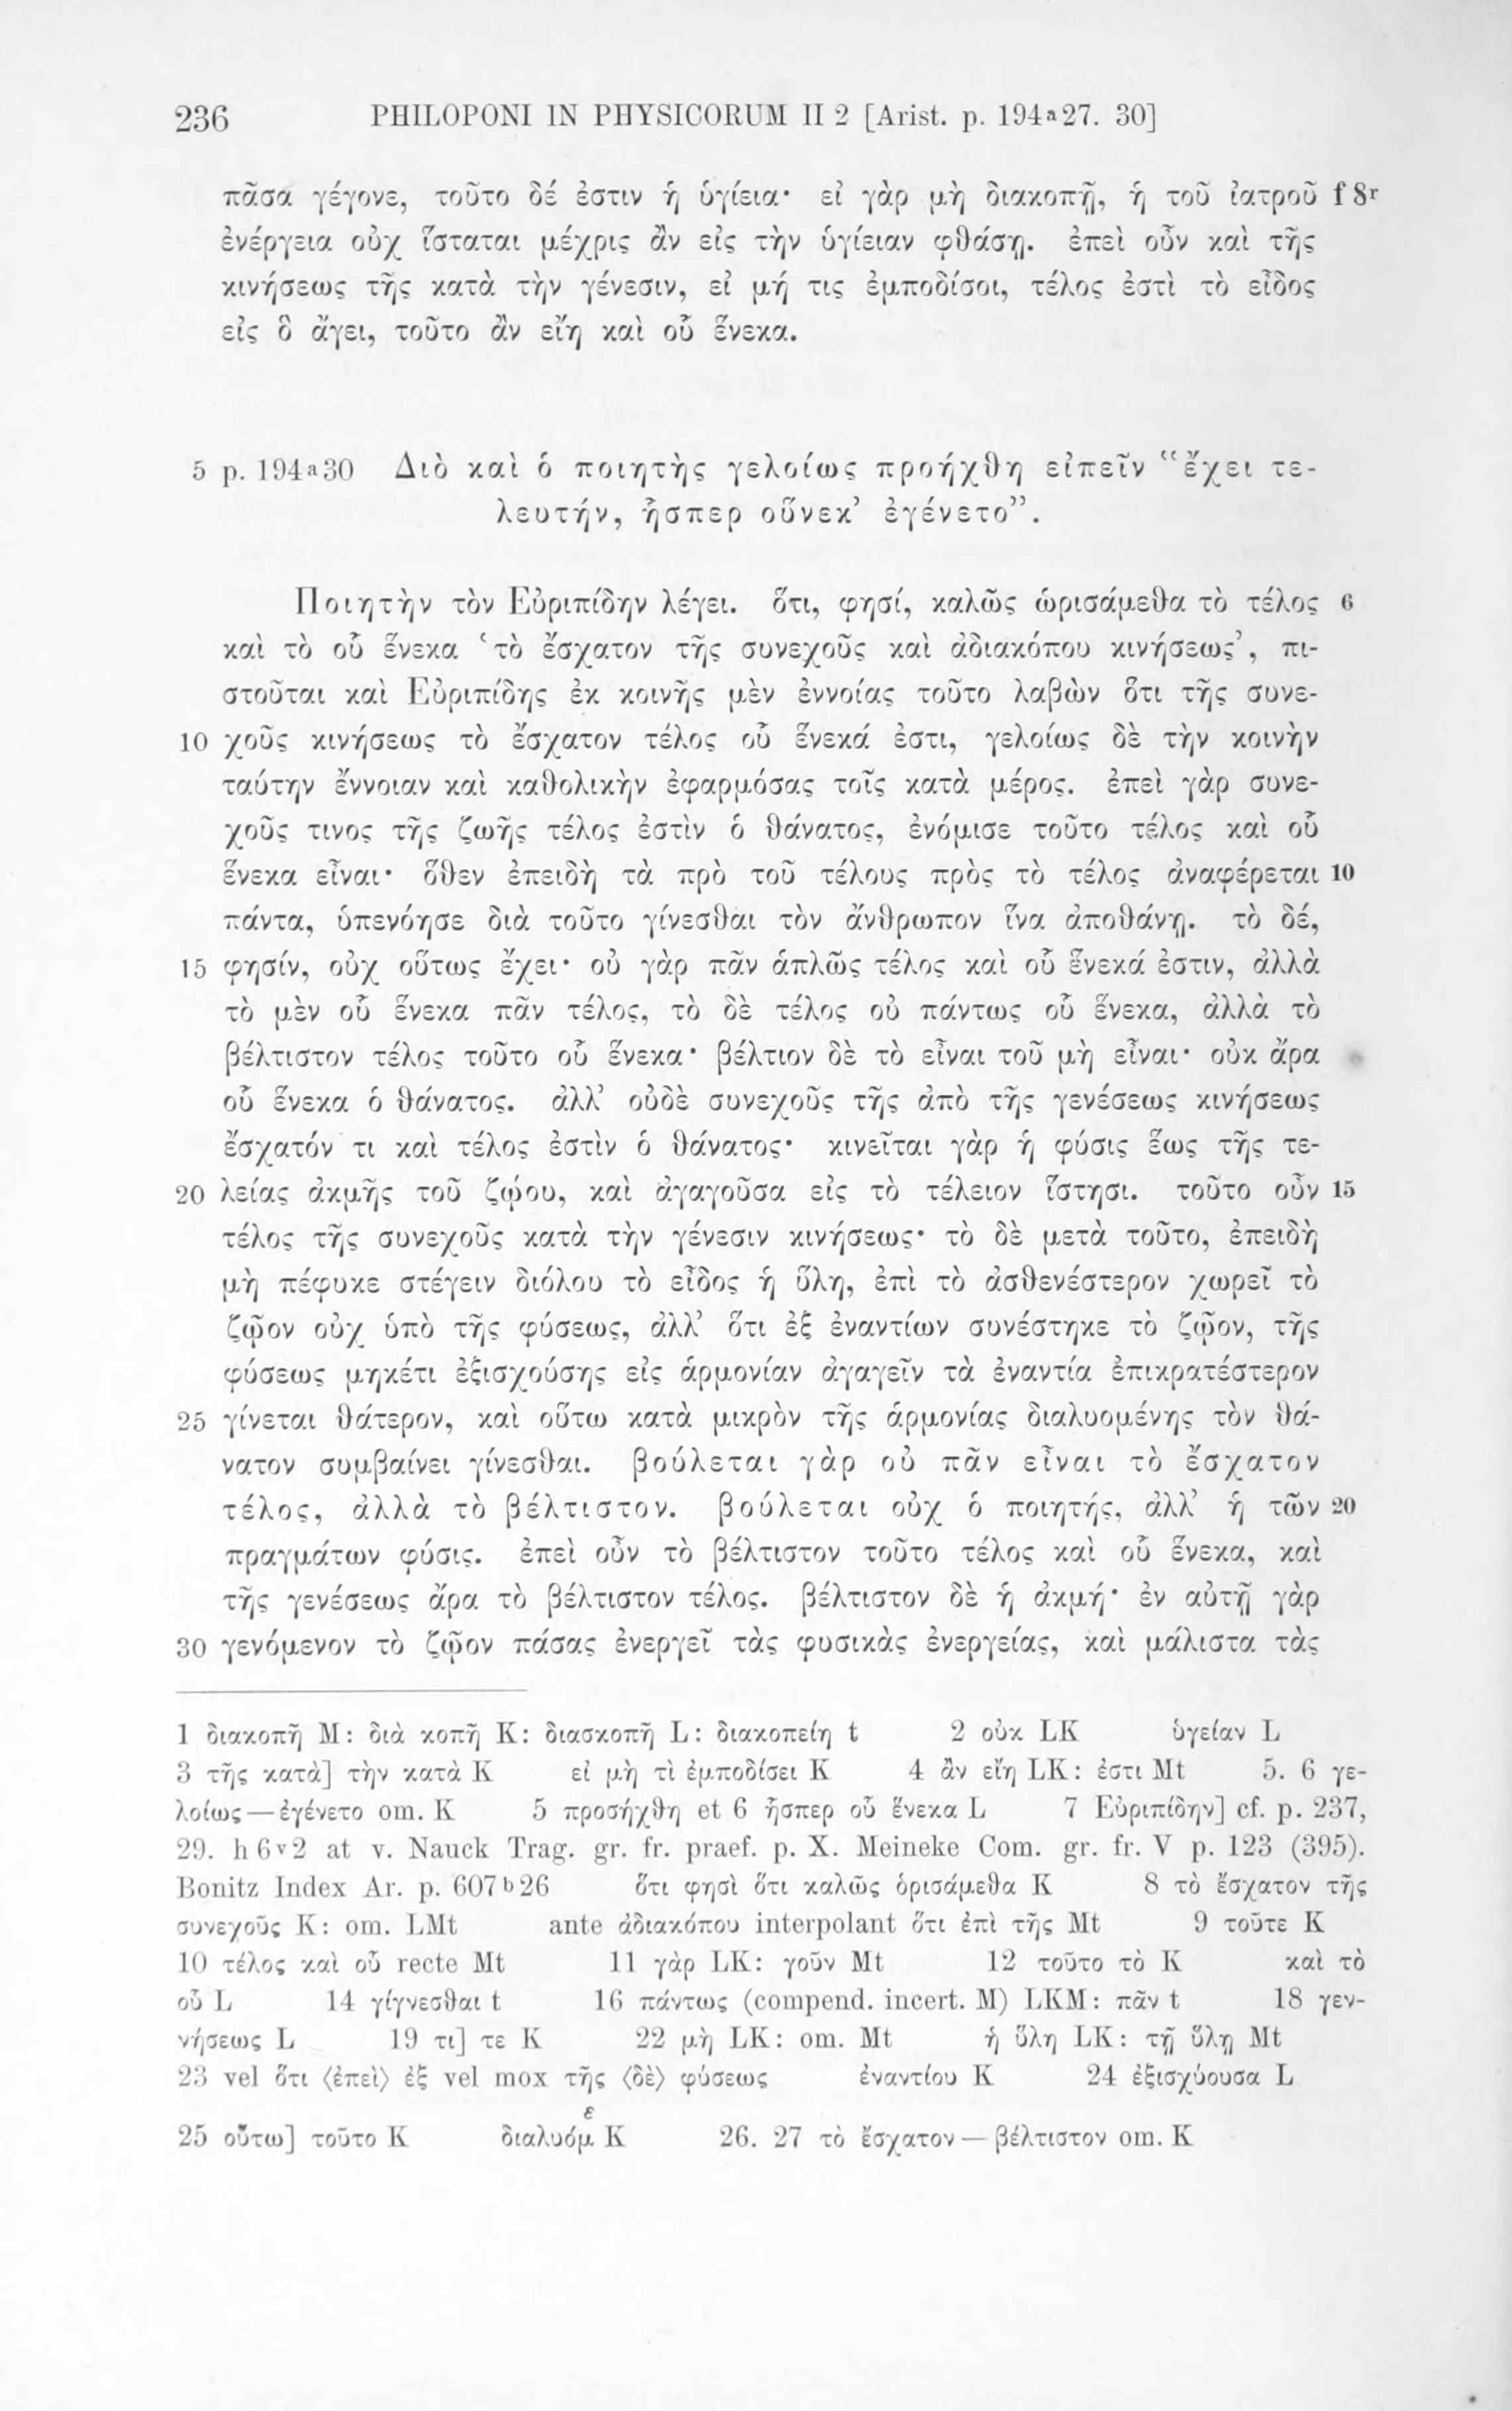 236 PHILOPONI IN PHYSICORUM II 2 [Arist. p. 194ᵃ27. 30]
πᾶσα γέγονε, τοῦτο δέ ἐστιν ἡ ὑγίεια· εἰ γὰρ μὴ διακοπῇ, ἡ τοῦ ἰατροῦ f 8ʳ
ἐνέργεια οὐχ ἵσταται μέχρις ἂν εἰς τὴν ὑγίειαν φθάσῃ. ἐπεὶ οὖν καὶ τῆς
κινήσεως τῆς κατὰ τὴν γένεσιν, εἰ μή τις ἐμποδίσοι, τέλος ἐστὶ τὸ εἶδος
εἰς ὃ ἄγει, τοῦτο ἂν εἴη καὶ οὗ ἕνεκα.
5 p. 194ᵃ30 Διὸ καὶ ὁ ποιητὴς γελοίως προήχθη εἰπεῖν “ἔχει τε-
λευτήν, ἧσπερ οὕνεκ’ ἐγένετο”.
Ποιητὴν τὸν Εὐριπίδην λέγει. ὅτι, φησί, καλῶς ὡρισάμεθα τὸ τέλος 6
καὶ τὸ οὗ ἕνεκα ‘τὸ ἔσχατον τῆς συνεχοῦς καὶ ἀδιακόπου κινήσεως’, πι-
στοῦται καὶ Εὐριπίδης ἐκ κοινῆς μὲν ἐννοίας τοῦτο λαβὼν ὅτι τῆς συνε-
10 χοῦς κινήσεως τὸ ἔσχατον τέλος οὗ ἕνεκά ἐστι, γελοίως δὲ τὴν κοινὴν
ταύτην ἔννοιαν καὶ καθολικὴν ἐφαρμόσας τοῖς κατὰ μέρος. ἐπεὶ γὰρ συνε-
χοῦς τινος τῆς ζωῆς τέλος ἐστὶν ὁ θάνατος, ἐνόμισε τοῦτο τέλος καὶ οὗ
ἕνεκα εἶναι· ὅθεν ἐπειδὴ τὰ πρὸ τοῦ τέλους πρὸς τὸ τέλος ἀναφέρεται 10
πάντα, ὑπενόησε διὰ τοῦτο γίνεσθαι τὸν ἄνθρωπον ἵνα ἀποθάνῃ. τὸ δέ,
15 φησίν, οὐχ οὕτως ἔχει· οὐ γὰρ πᾶν ἁπλῶς τέλος καὶ οὗ ἕνεκά ἐστιν, ἀλλὰ
τὸ μὲν οὗ ἕνεκα πᾶν τέλος, τὸ δὲ τέλος οὐ πάντως οὗ ἕνεκα, ἀλλὰ τὸ
βέλτιστον τέλος τοῦτο οὗ ἕνεκα· βέλτιον δὲ τὸ εἶναι τοῦ μὴ εἶναι· οὐκ ἄρα
οὗ ἕνεκα ὁ θάνατος. ἀλλ’ οὐδὲ συνεχοῦς τῆς ἀπὸ τῆς γενέσεως κινήσεως
ἔσχατόν τι καὶ τέλος ἐστὶν ὁ θάνατος· κινεῖται γὰρ ἡ φύσις ἕως τῆς τε-
20 λείας ἀκμῆς τοῦ ζῴου, καὶ ἀγαγοῦσα εἰς τὸ τέλειον ἵστησι. τοῦτο οὖν 15
τέλος τῆς συνεχοῦς κατὰ τὴν γένεσιν κινήσεως· τὸ δὲ μετὰ τοῦτο, ἐπειδὴ
μὴ πέφυκε στέγειν διόλου τὸ εἶδος ἡ ὕλη, ἐπὶ τὸ ἀσθενέστερον χωρεῖ τὸ
ζῷον οὐχ ὑπὸ τῆς φύσεως, ἀλλ’ ὅτι ἐξ ἐναντίων συνέστηκε τὸ ζῷον, τῆς
φύσεως μηκέτι ἐξισχούσης εἰς ἁρμονίαν ἀγαγεῖν τὰ ἐναντία ἐπικρατέστερον
25 γίνεται θάτερον, καὶ οὕτω κατὰ μικρὸν τῆς ἁρμονίας διαλυομένης τὸν θά-
νατον συμβαίνει γίνεσθαι. βούλεται γὰρ οὐ πᾶν εἶναι τὸ ἔσχατον
τέλος, ἀλλὰ τὸ βέλτιστον. βούλεται οὐχ ὁ ποιητής, ἀλλ’ ἡ τῶν 20
πραγμάτων φύσις. ἐπεὶ οὖν τὸ βέλτιστον τοῦτο τέλος καὶ οὗ ἕνεκα, καὶ
τῆς γενέσεως ἄρα τὸ βέλτιστον τέλος. βέλτιστον δὲ ἡ ἀκμή· ἐν αὐτῇ γὰρ
30 γενόμενον τὸ ζῷον πάσας ἐνεργεῖ τὰς φυσικὰς ἐνεργείας, καὶ μάλιστα τὰς
1 διακοπῆ M: διὰ κοπῆ K: διασκοπῆ L: διακοπείη t 2 οὐκ LK ὑγείαν L
3 τῆς κατὰ] τὴν κατὰ K εἰ μὴ τὶ ἐμποδίσει K 4 ἂν εἴη LK: ἐστι Mt 5. 6 γε-
λοίως — ἐγένετο om. K 5 προσήχθη et 6 ἧσπερ οὗ ἕνεκα L 7 Εὐριπίδην] cf. p. 237,
29. h 6ᵛ2 at v. Nauck Trag. gr. fr. praef. p. X. Meineke Com. gr. fr. V p. 123 (395).
Bonitz Index Ar. p. 607ᵇ26 ὅτι φησὶ ὅτι καλῶς ὁρισάμεθα K 8 τὸ ἔσχατον τῆς
συνεχοῦς K: om. LMt ante ἀδιακόπου interpolant ὅτι ἐπὶ τῆς Mt 9 τοῦτε K
10 τέλος καὶ οὗ recte Mt 11 γὰρ LK: γοῦν Mt 12 τοῦτο τὸ K καὶ τὸ
οὗ L 14 γίγνεσθαι t 16 πάντως (compend. incert. M) LKM: πᾶν t 18 γεν-
νήσεως L 19 τι] τε K 22 μὴ LK: om. Mt ἡ ὕλη LK: τῇ ὕλῃ Mt
23 vel ὅτι ⟨ἐπεὶ⟩ ἐξ vel mox τῆς ⟨δὲ⟩ φύσεως ἐναντίου K 24 ἐξισχύουσα L
25 οὕτω] τοῦτο K διαλυόμ̓ε K 26. 27 τὸ ἔσχατον — βέλτιστον om. K